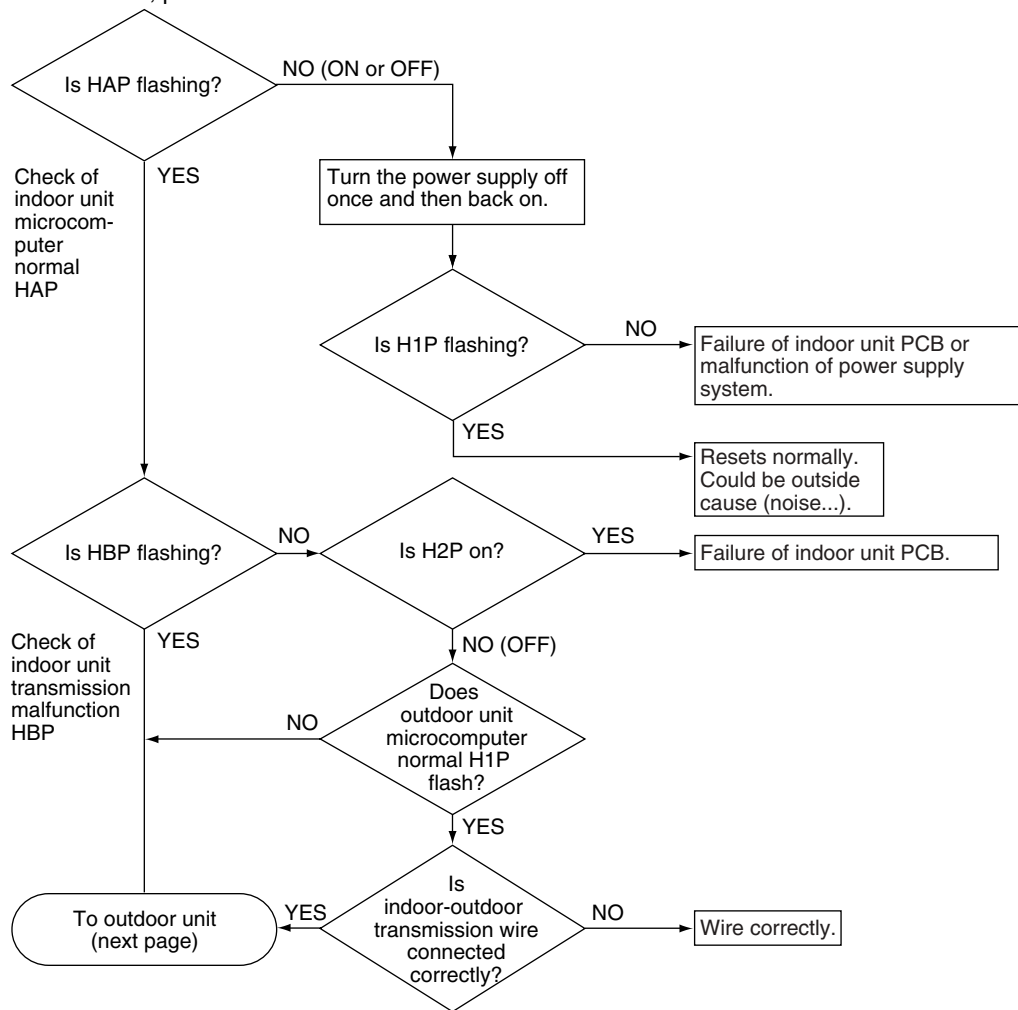 Is HAP flashing?
NO (ON or OFF)
Check of
indoor unit
microcom-
puter
normal
HAP
YES
Turn the power supply off
once and then back on.
Is H1P flashing?
NO
Failure of indoor unit PCB or
malfunction of power supply
system.
YES
Resets normally.
Could be outside
cause (noise...).
Is HBP flashing?
NO
Is H2P on?
YES
Failure of indoor unit PCB.
Check of
indoor unit
transmission
malfunction
HBP
YES
NO (OFF)
Does
outdoor unit
microcomputer
normal H1P
flash?
NO
YES
Is
indoor-outdoor
transmission wire
connected
correctly?
YES
To outdoor unit
(next page)
NO
Wire correctly.